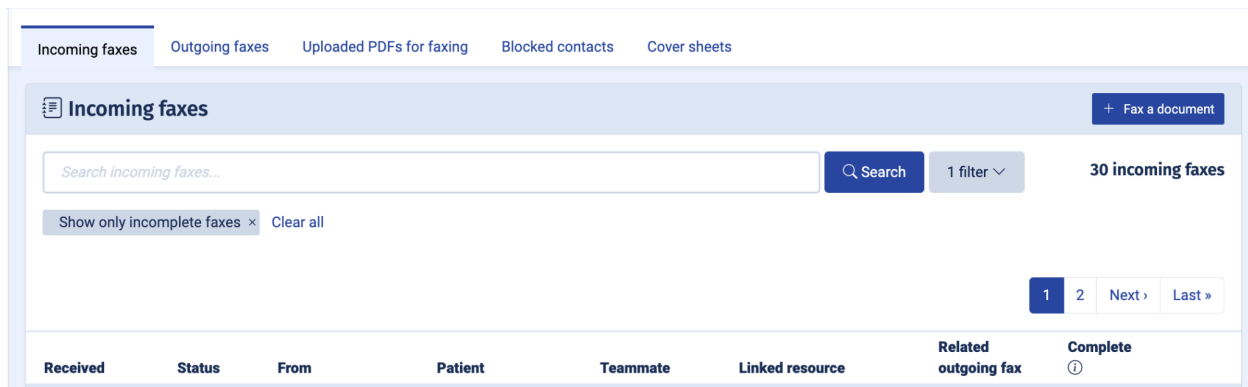 Incoming faxes Outgoing faxes Uploaded PDFs for faxing Blocked contacts Cover sheets
Incoming faxes + Fax a document
Search incoming faxes... Search 1 filter 30 incoming faxes
Show only incomplete faxes × Clear all
1 2 Next › Last »
Received Status From Patient Teammate Linked resource Related outgoing fax Complete